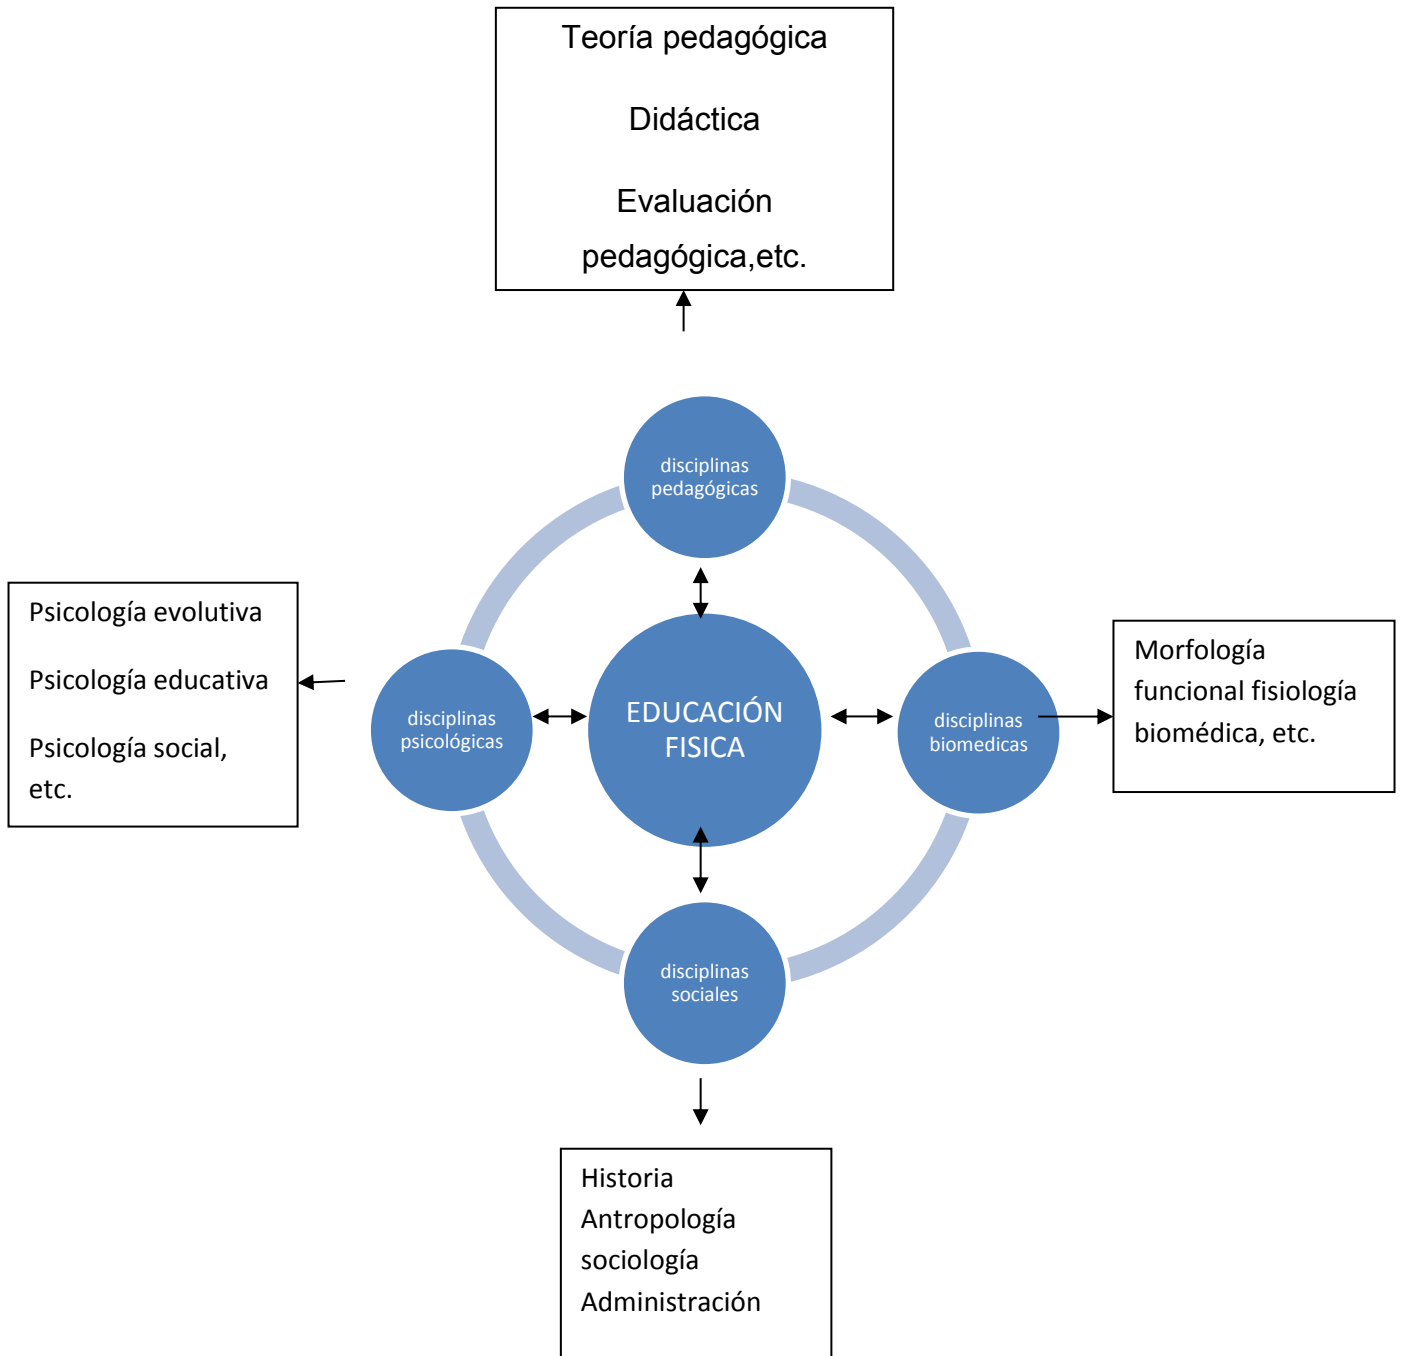 Teoría pedagógica
Didáctica
Evaluación
pedagógica,etc.
disciplinas
pedagógicas
Psicología evolutiva
Psicología educativa
Psicología social,
etc.
disciplinas
psicológicas
EDUCACIÓN
FISICA
disciplinas
biomedicas
Morfología
funcional fisiología
biomédica, etc.
disciplinas
sociales
Historia
Antropología
sociología
Administración